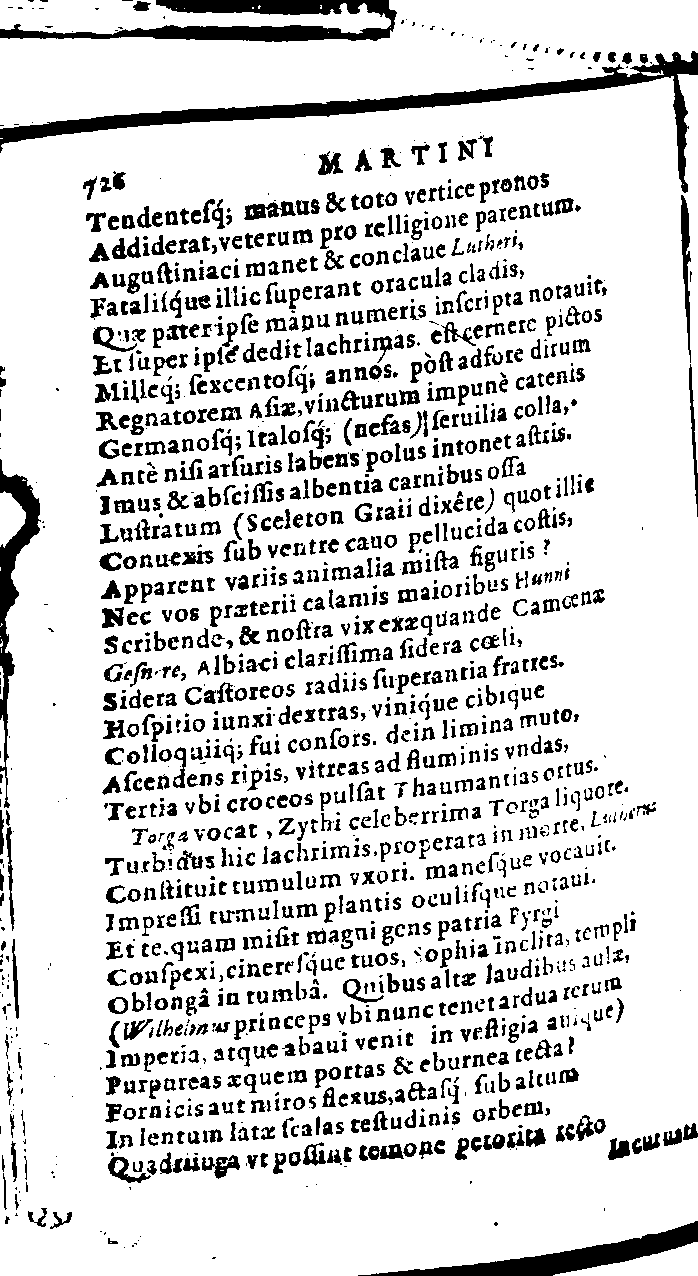 726 MARTINI
Tendentesq́; manus & toto vertice pronos
Addiderat, veterum pro relligione parentum.
Augustiniaci manet & conclaue Lutheri,
Fatalisq́ue illic superant oracula cladis,
Quæ pater ipse manu numeris inscripta notauit,
Et super ipse dedit lachrimas. est cernere pictos
Milleq́; sexcentosq́; annos. pòst adfore dirum
Regnatorem Asiæ, vincturum impunè catenis
Germanosq́; Italosq́; (nefas) seruilia colla,
Antè nisi arsuris labens polus intonet astris.
Imus & abscissis albentia carnibus ossa
Lustratum (Sceleton Graii dixêre) quot illic
Conuexis sub ventre cauo pellucida costis,
Apparent variis animalia mista figuris?
Nec vos præterii calamis maioribus Hunni
Scribende, & nostra vix exæquande Camœnæ
Gesnere, Albiaci clarissima sidera cœli,
Sidera Castoreos radiis superantia fratres.
Hospitio iunxi dextras, viniq́ue cibique
Colloquiiq́; fui consors. dein limina muto,
Ascendens ripis, vitreas ad fluminis vndas,
Tertia vbi croceos pulsat Thaumantias ortus.
Torga vocat, Zythi celeberrima Torga liquore.
Turbidus hic lachrimis, properata in morte, Lutherus
Constituit tumulum vxori. manesque vocauit.
Impressi tumulum plantis oculisque notaui.
Et te, quam misit magni gens patria Pyrgi
Conspexi, cineresq́ue tuos, Sophia inclita, templi
Oblongâ in tumbâ. Quibus altæ laudibus aulæ,
(Wilhelmus princeps vbi nunc tenet ardua rerum
Imperia, atque abaui venit in vestigia auique)
Purpureas æquem portas & eburnea tecta?
Fornicis aut miros flexus, actasq́; sub altum
In lentum latæ scalas testudinis orbem,
Quadriiuga vt possint temone petorita recto